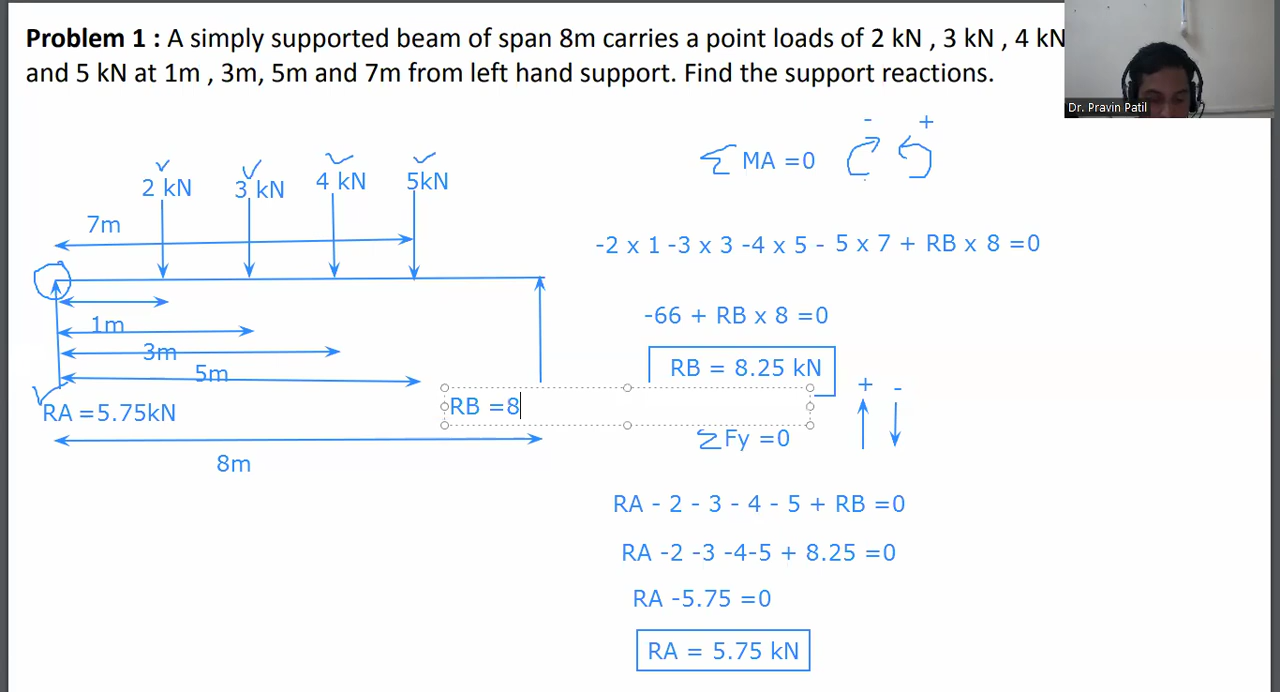 Problem 1 : A simply supported beam of span 8m carries a point loads of 2 kN , 3 kN , 4 kN
and 5 kN at 1m , 3m, 5m and 7m from left hand support. Find the support reactions.
Dr. Pravin Patil
- +
∑ MA =0
2 kN 3 kN 4 kN 5kN
7m
-2 x 1 -3 x 3 -4 x 5 - 5 x 7 + RB x 8 =0
1m
-66 + RB x 8 =0
3m
5m
RB = 8.25 kN
RA =5.75kN
RB =8
+ -
∑Fy =0
8m
RA - 2 - 3 - 4 - 5 + RB =0
RA -2 -3 -4-5 + 8.25 =0
RA -5.75 =0
RA = 5.75 kN